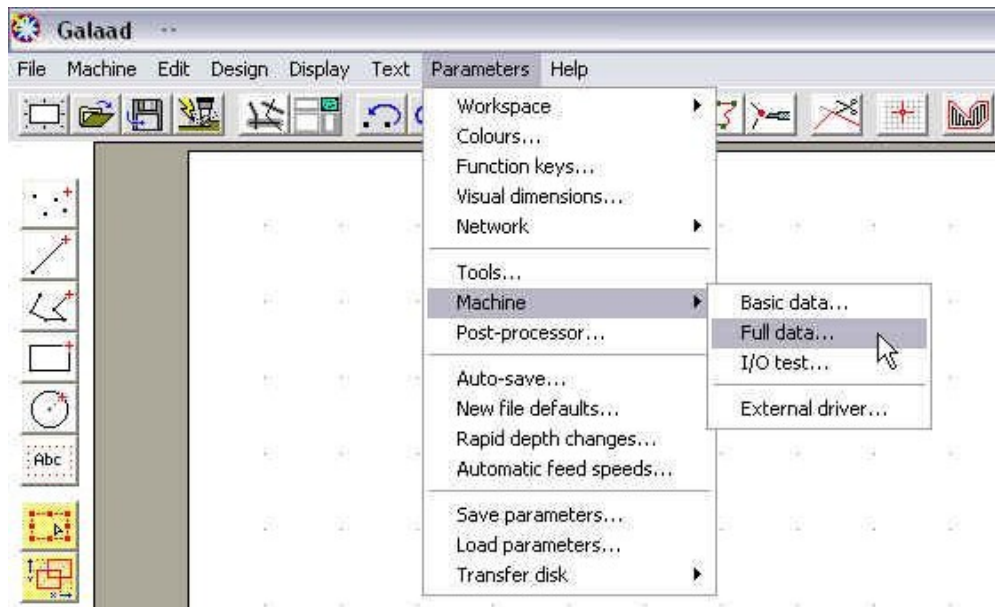 Galaad --
File Machine Edit Design Display Text Parameters Help
Workspace
Colours...
Function keys...
Visual dimensions...
Network
Tools...
Machine
Post-processor...
Auto-save...
New file defaults...
Rapid depth changes...
Automatic feed speeds...
Save parameters...
Load parameters...
Transfer disk
Basic data...
Full data...
I/O test...
External driver...
Abc